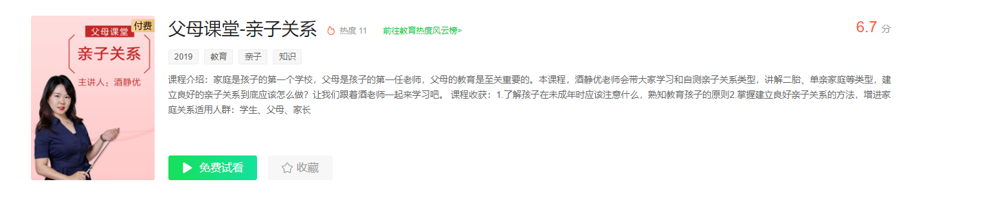 付费
父母课堂
亲子关系
主讲人：酒静优
父母课堂-亲子关系 热度 11 前往教育热度风云榜> 6.7 分
2019 教育 亲子 知识
课程介绍：家庭是孩子的第一个学校，父母是孩子的第一任老师，父母的教育是至关重要的。本课程，酒静优老师会带大家学习和自测亲子关系类型，讲解二胎、单亲家庭等类型，建
立良好的亲子关系到底应该怎么做？让我们跟着酒老师一起来学习吧。 课程收获：1.了解孩子在未成年时应该注意什么，熟知教育孩子的原则2.掌握建立良好亲子关系的方法，增进家
庭关系适用人群：学生、父母、家长
免费试看 收藏